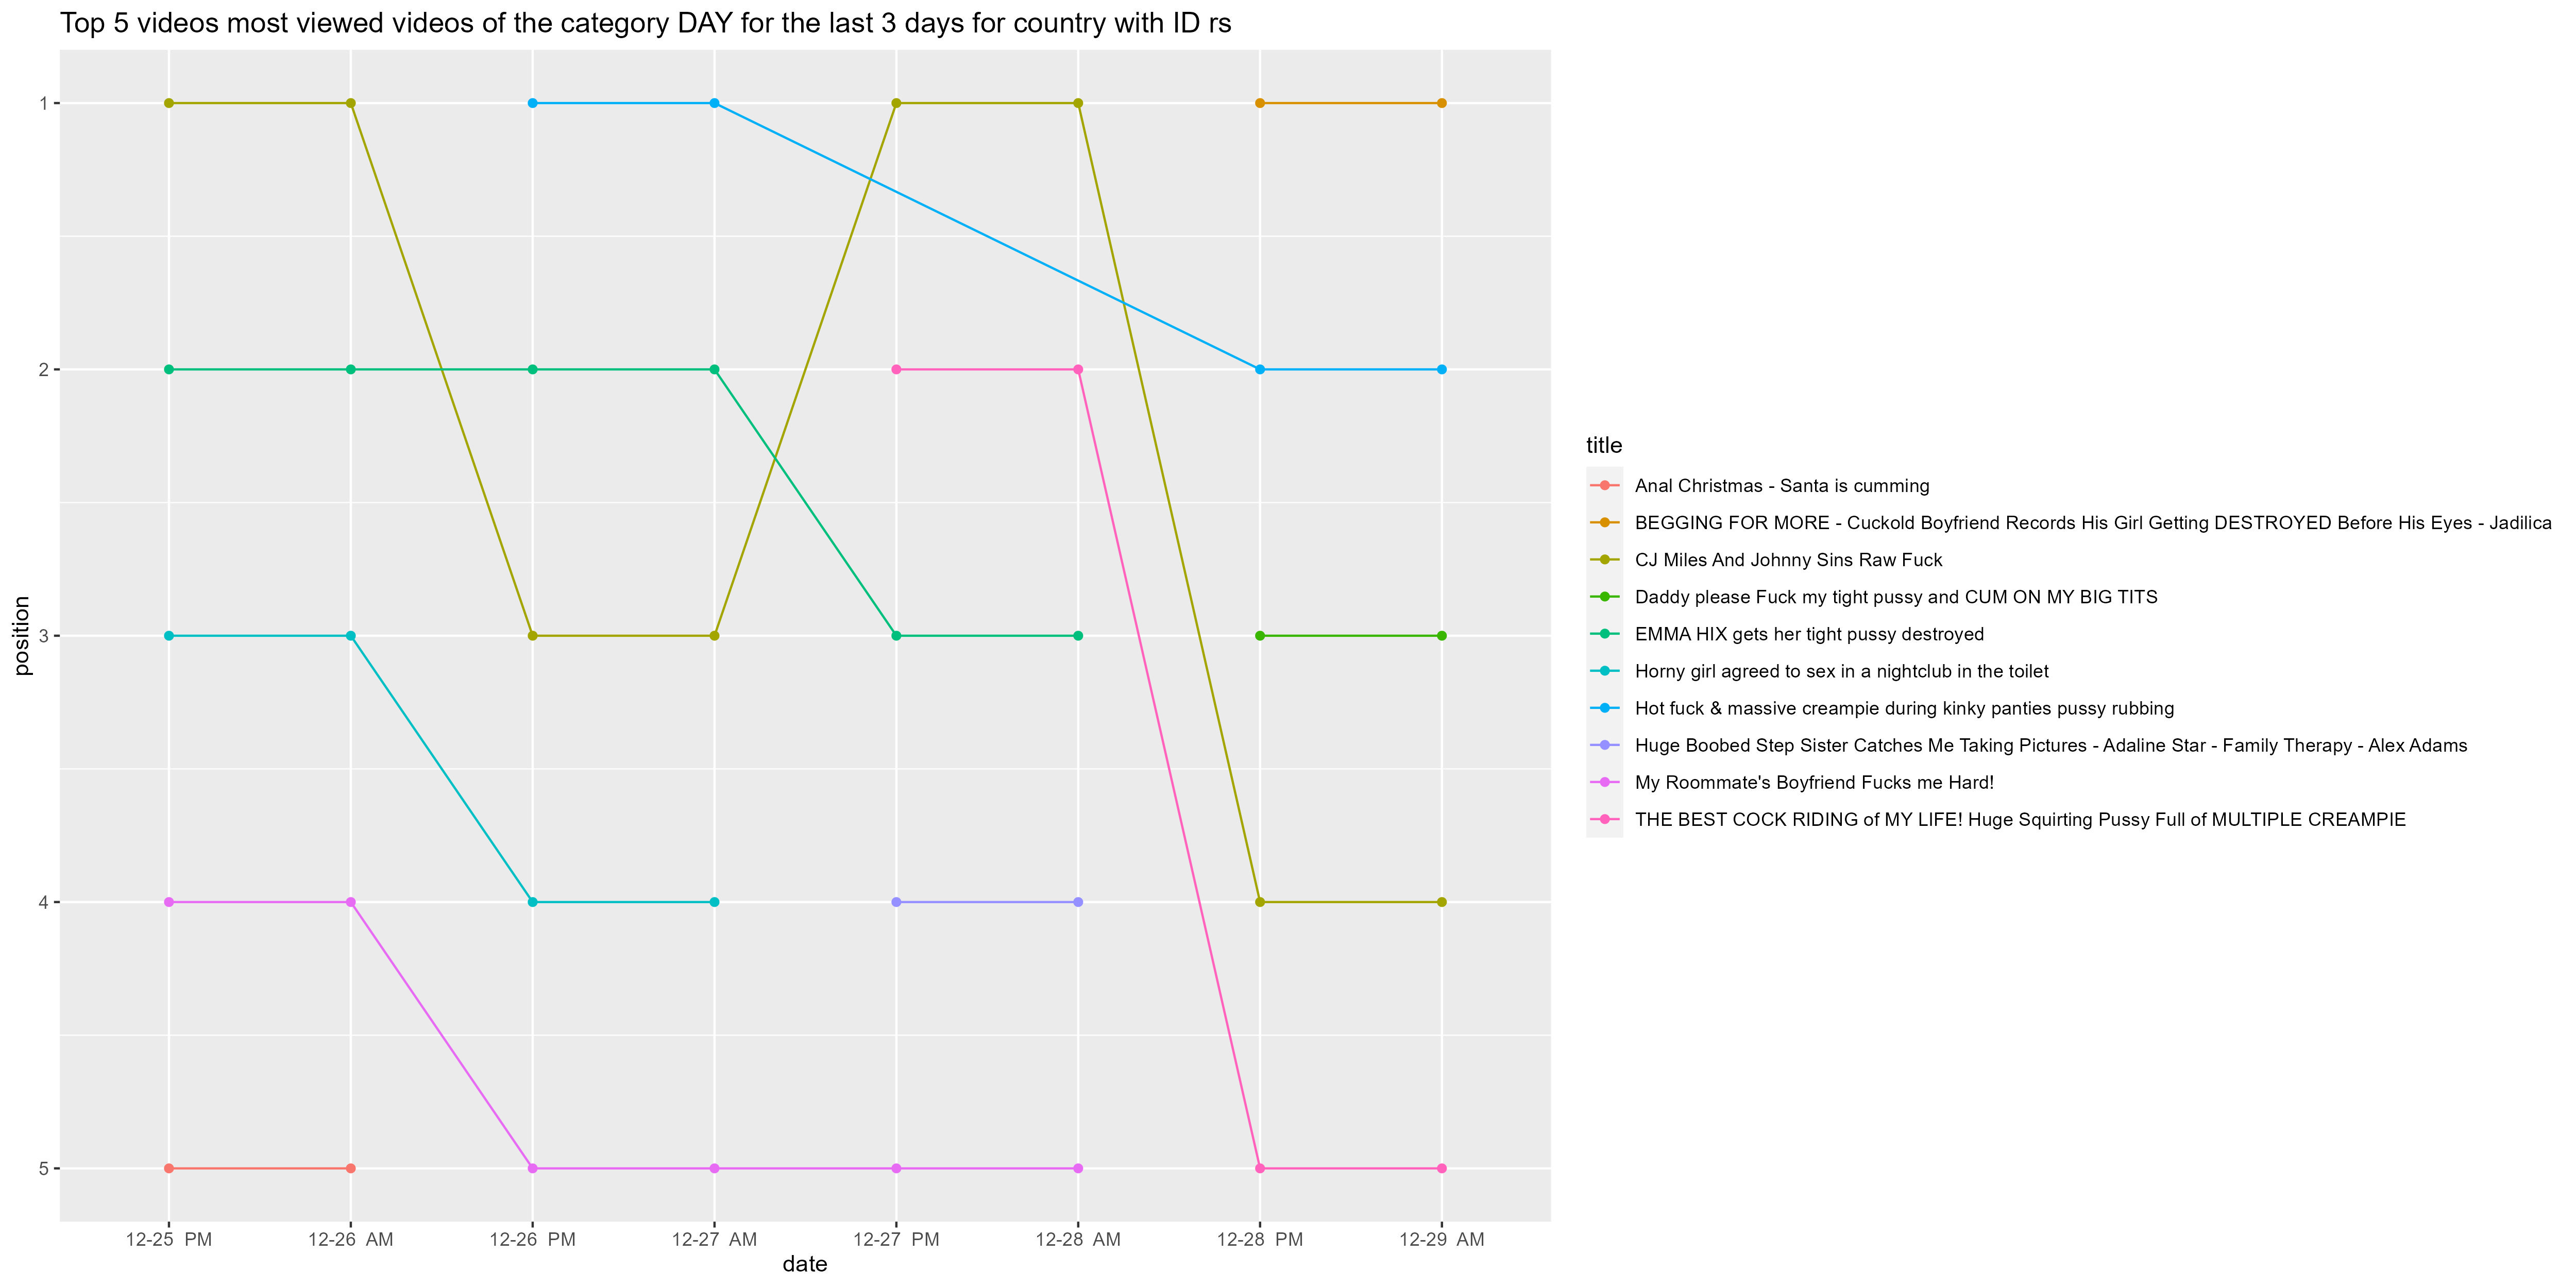 Top 5 videos most viewed videos of the category DAY for the last 3 days for country with ID rs
position
1
2
3
4
5
12-25 PM
12-26 AM
12-26 PM
12-27 AM
12-27 PM
12-28 AM
12-28 PM
12-29 AM
date
title
Anal Christmas - Santa is cumming
BEGGING FOR MORE - Cuckold Boyfriend Records His Girl Getting DESTROYED Before His Eyes - Jadilica
CJ Miles And Johnny Sins Raw Fuck
Daddy please Fuck my tight pussy and CUM ON MY BIG TITS
EMMA HIX gets her tight pussy destroyed
Horny girl agreed to sex in a nightclub in the toilet
Hot fuck & massive creampie during kinky panties pussy rubbing
Huge Boobed Step Sister Catches Me Taking Pictures - Adaline Star - Family Therapy - Alex Adams
My Roommate's Boyfriend Fucks me Hard!
THE BEST COCK RIDING of MY LIFE! Huge Squirting Pussy Full of MULTIPLE CREAMPIE